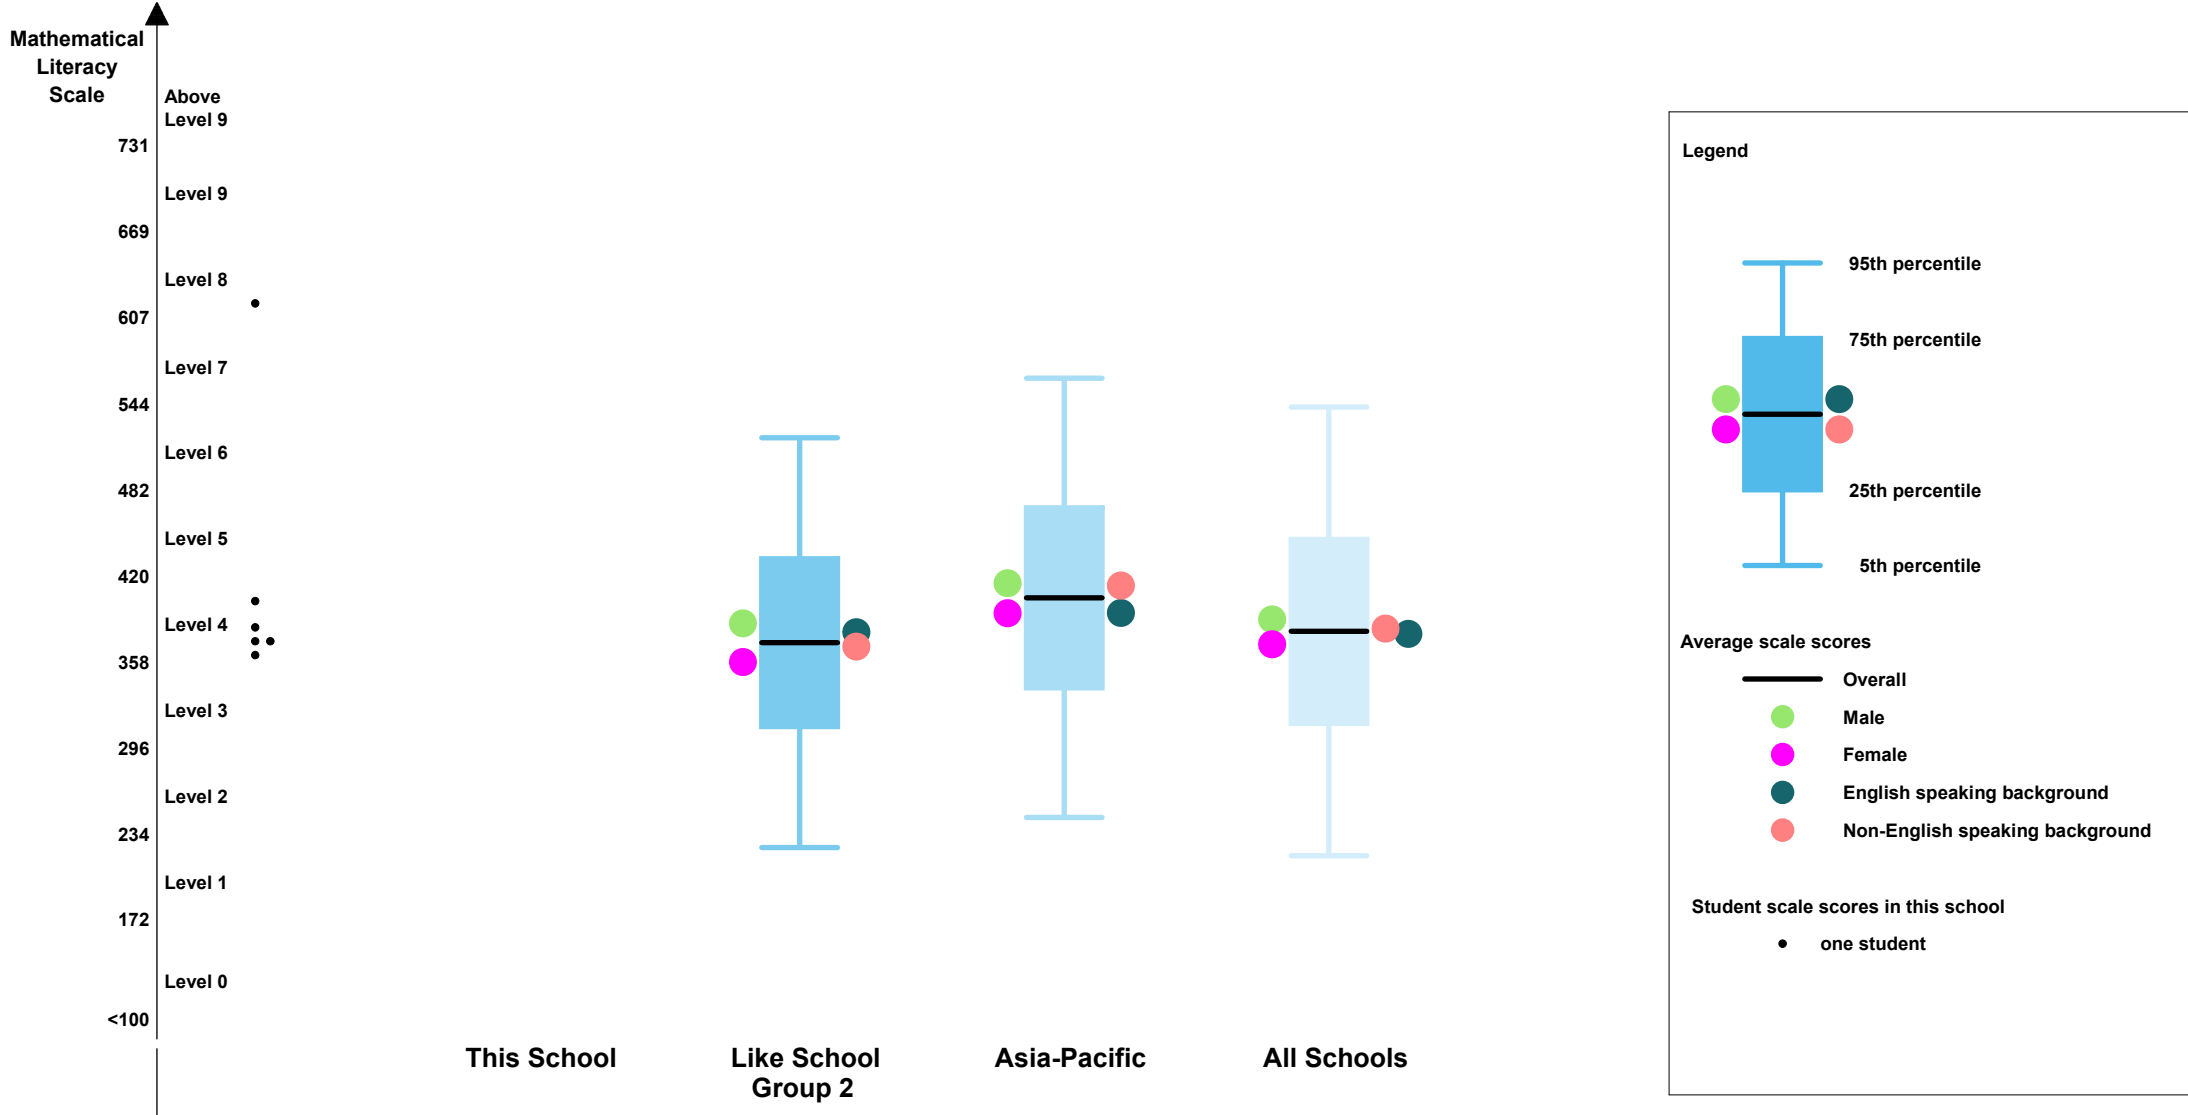 Mathematical
Literacy
Scale
Above
Level 9
731
Level 9
669
Level 8
607
Level 7
544
Level 6
482
Level 5
420
Level 4
358
Level 3
296
Level 2
234
Level 1
172
Level 0
<100
This School
Like School
Group 2
Asia-Pacific
All Schools
Legend
95th percentile
75th percentile
25th percentile
5th percentile
Average scale scores
Overall
Male
Female
English speaking background
Non-English speaking background
Student scale scores in this school
one student